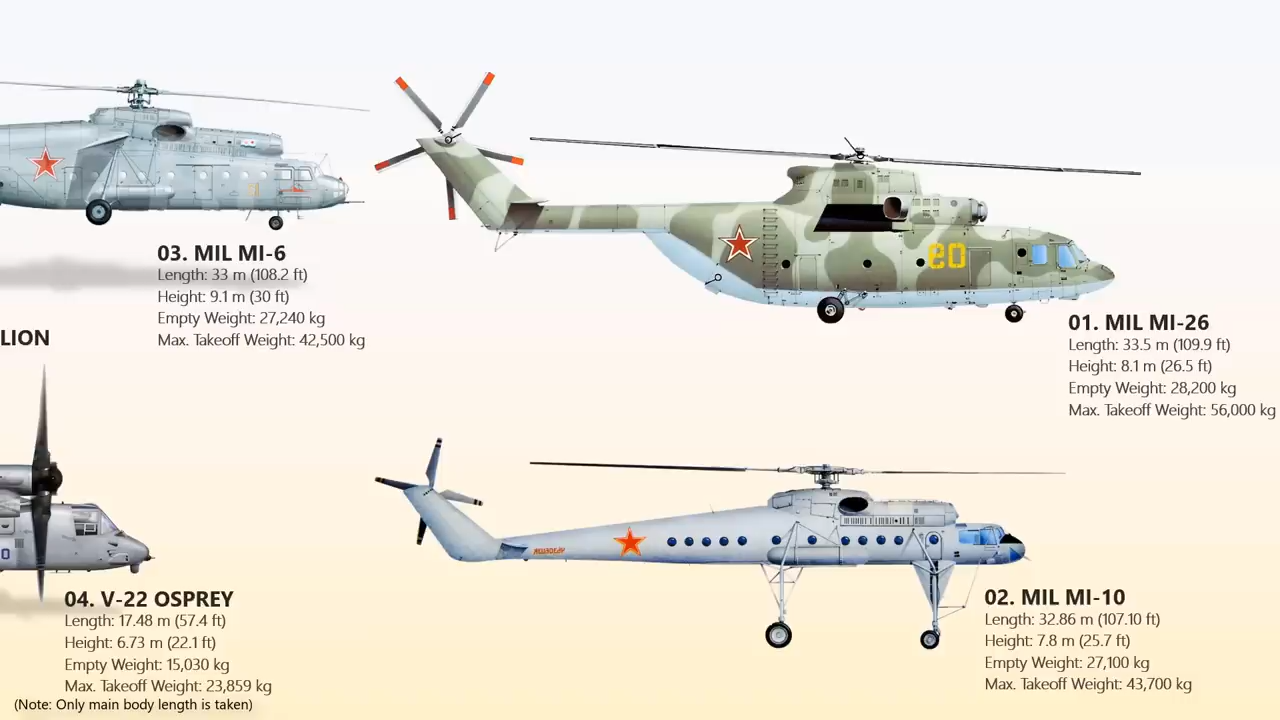 03. MIL MI-6
Length: 33 m (108.2 ft)
Height: 9.1 m (30 ft)
Empty Weight: 27,240 kg
Max. Takeoff Weight: 42,500 kg
80
01. MIL MI-26
Length: 33.5 m (109.9 ft)
Height: 8.1 m (26.5 ft)
Empty Weight: 28,200 kg
Max. Takeoff Weight: 56,000 kg
LION
04. V-22 OSPREY
Length: 17.48 m (57.4 ft)
Height: 6.73 m (22.1 ft)
Empty Weight: 15,030 kg
Max. Takeoff Weight: 23,859 kg
(Note: Only main body length is taken)
02. MIL MI-10
Length: 32.86 m (107.10 ft)
Height: 7.8 m (25.7 ft)
Empty Weight: 27,100 kg
Max. Takeoff Weight: 43,700 kg